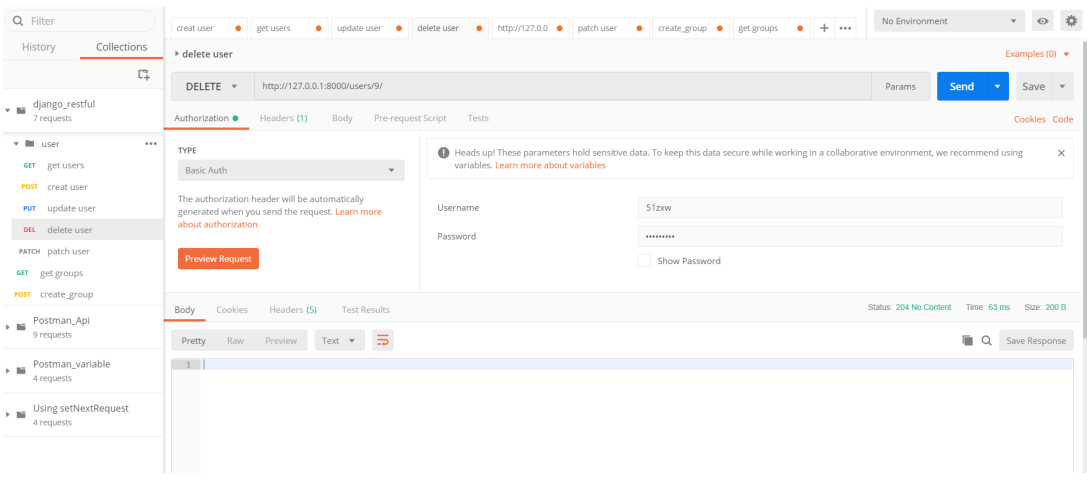 Filter
History Collections
django_restful
7 requests
user
GET get users
POST creat user
PUT update user
DEL delete user
PATCH patch user
GET get groups
POST create_group
Postman_Api
9 requests
Postman_variable
4 requests
Using setNextRequest
4 requests
creat user get users update user delete user http://127.0.0 patch user create_group get groups
No Environment
delete user
Examples (0)
DELETE http://127.0.0.1:8000/users/9/ Params Send Save
Authorization Headers (1) Body Pre-request Script Tests Cookies Code
TYPE
Basic Auth
The authorization header will be automatically
generated when you send the request. Learn more
about authorization
Preview Request
Heads up! These parameters hold sensitive data. To keep this data secure while working in a collaborative environment, we recommend using
variables. Learn more about variables
Username 51zxw
Password •••••••••
Show Password
Body Cookies Headers (5) Test Results Status: 204 No Content Time: 63 ms Size: 200 B
Pretty Raw Preview Text Save Response
1